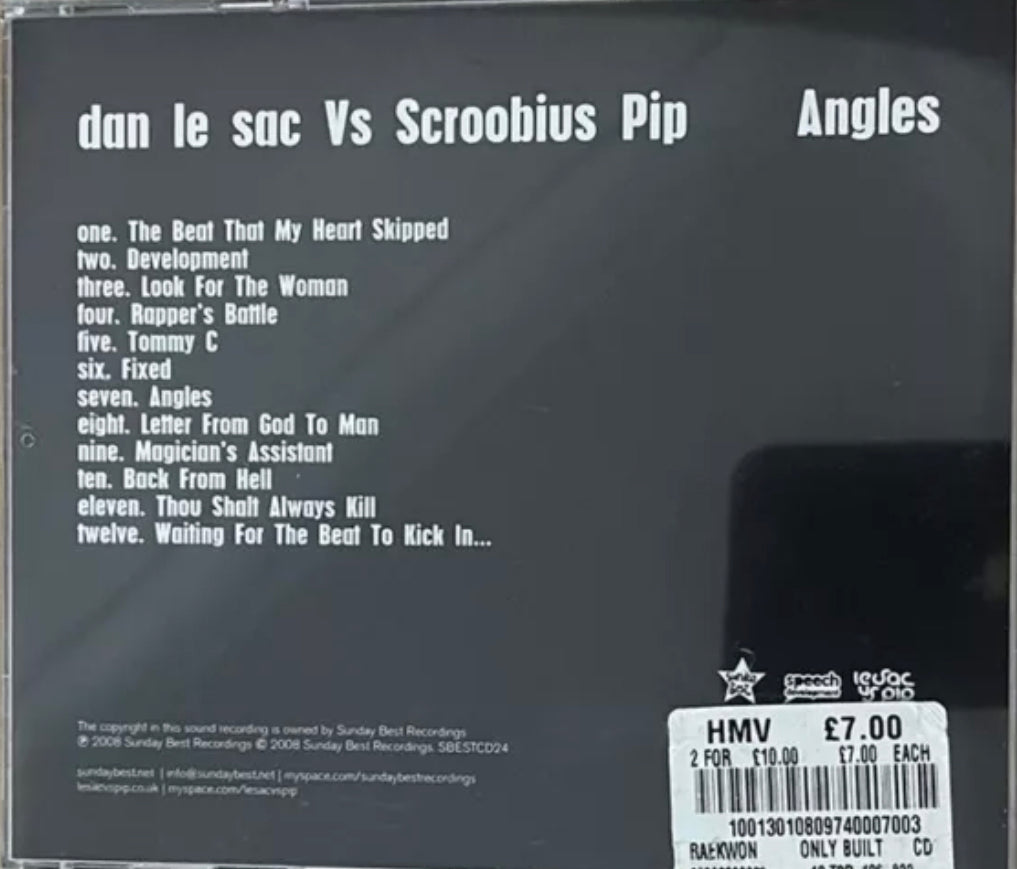 dan le sac Vs Scroobius Pip Angles
one. The Beat That My Heart Skipped
two. Development
three. Look For The Woman
four. Rapper's Battle
five. Tommy C
six. Fixed
seven. Angles
eight. Letter From God To Man
nine. Magician's Assistant
ten. Back From Hell
eleven. Thou Shalt Always Kill
twelve. Waiting For The Beat To Kick In...
speech
development
The copyright in this sound recording is owned by Sunday Best Recordings
℗ 2008 Sunday Best Recordings © 2008 Sunday Best Recordings. SBESTCD24
sundaybest.net | info@sundaybest.net | myspace.com/sundaybestrecordings
lesacvspip.co.uk | myspace.com/lesacvspip
HMV £7.00
2 FOR £10.00 £7.00 EACH
10013010809740007003
RAEKWON ONLY BUILT CD